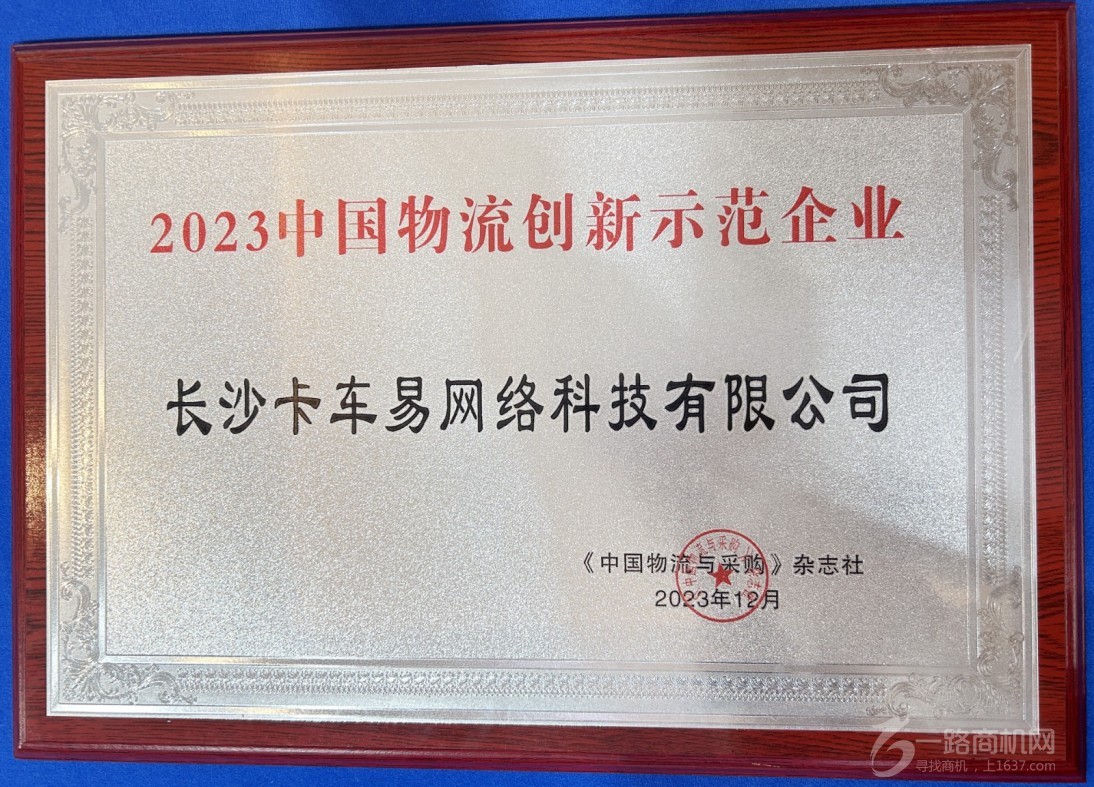 2023中国物流创新示范企业
长沙卡车易网络科技有限公司
《中国物流与采购》杂志社
2023年12月
一路商机网
寻找商机，上1637.com